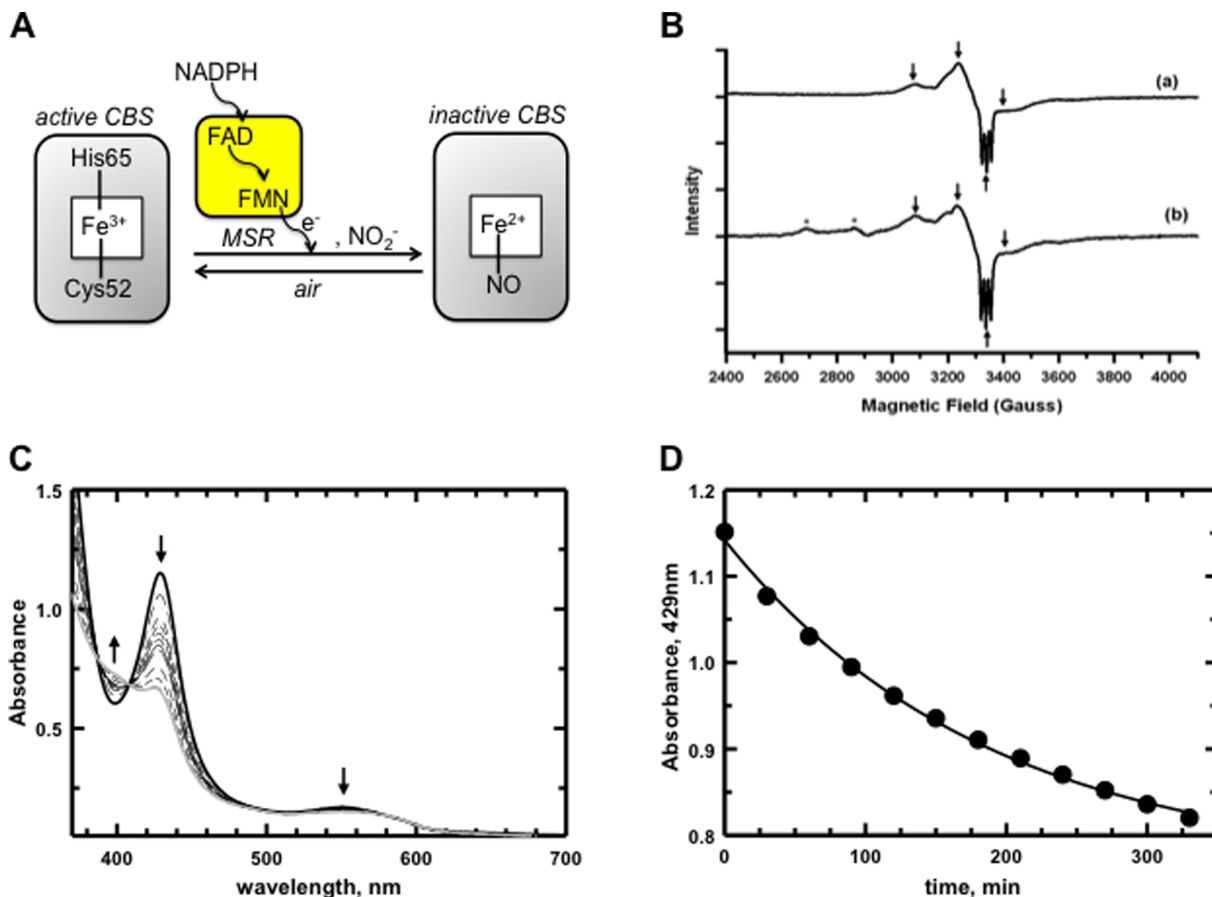 A
NADPH
active CBS
inactive CBS
His65
FAD
FMN
Fe³⁺
e⁻
Fe²⁺
MSR
, NO₂⁻
Cys52
air
NO
B
(a)
(b)
* *
Intensity
2400 2600 2800 3000 3200 3400 3600 3800 4000
Magnetic Field (Gauss)
C
1.5
1.0
0.5
Absorbance
400 500 600 700
wavelength, nm
D
1.2
1.1
1.0
0.9
0.8
Absorbance, 429nm
0 100 200 300
time, min